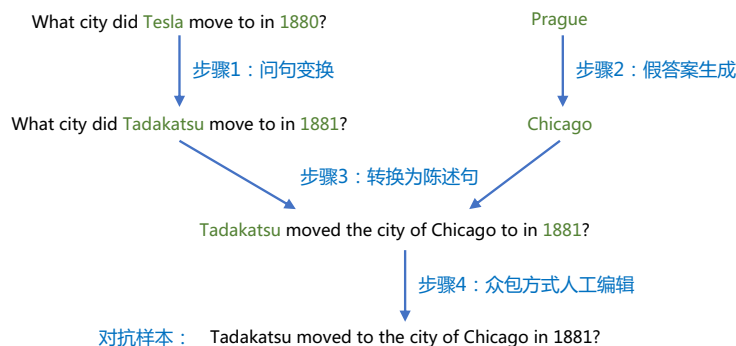 What city did Tesla move to in 1880?
Prague
步骤1：问句变换
步骤2：假答案生成
What city did Tadakatsu move to in 1881?
Chicago
步骤3：转换为陈述句
Tadakatsu moved the city of Chicago to in 1881?
步骤4：众包方式人工编辑
对抗样本： Tadakatsu moved to the city of Chicago in 1881?